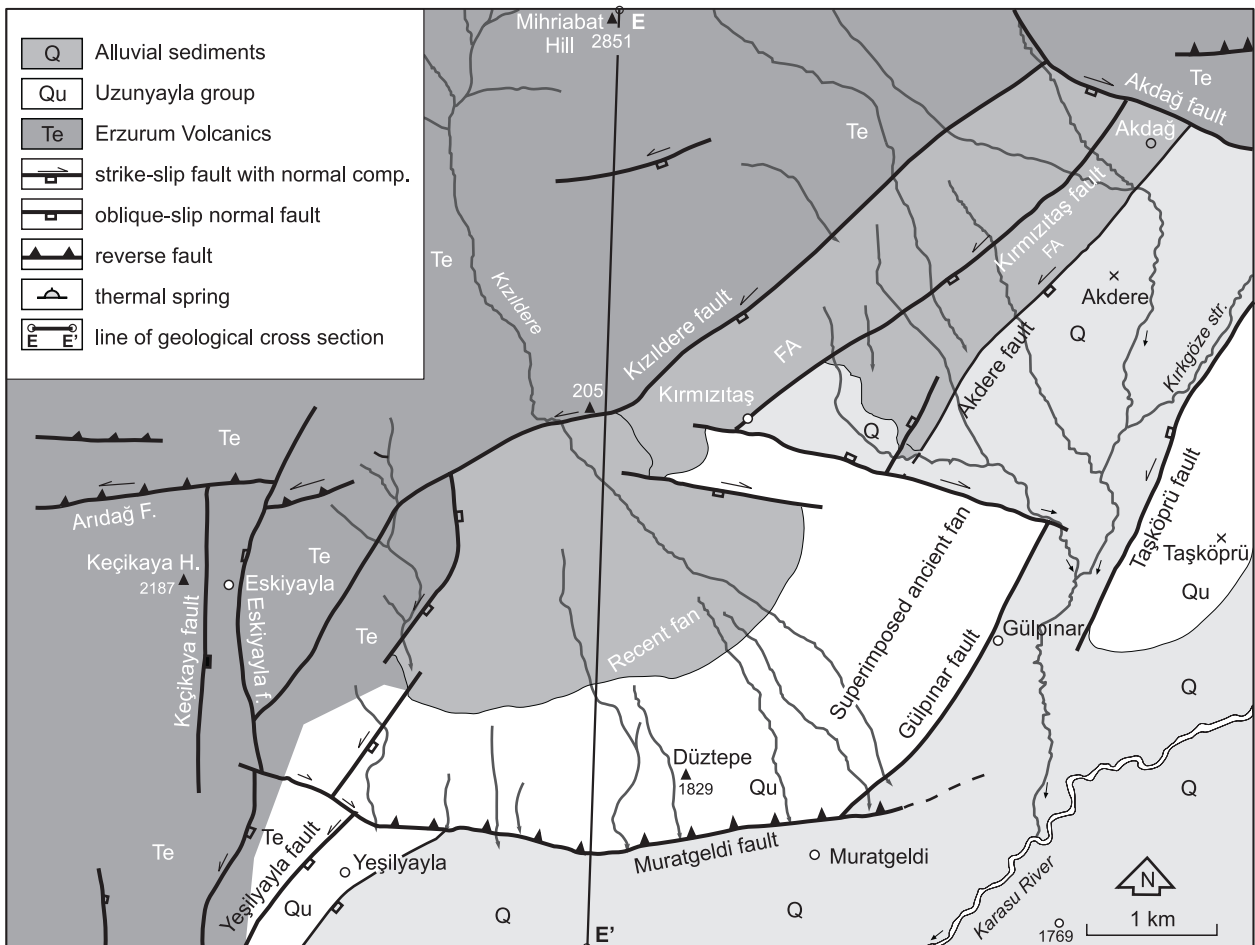 Q Alluvial sediments
Qu Uzunyayla group
Te Erzurum Volcanics
strike-slip fault with normal comp.
oblique-slip normal fault
reverse fault
thermal spring
E E' line of geological cross section
Mihriabat
Hill
2851
E
Te
Akdağ fault
Akdağ
Te
Te
Te
Kızıldere
Kızıldere fault
Kırmızıtaş fault
FA
FA
Akdere
Q
Akdere fault
Kırkgöze str.
205
Kırmızıtaş
Q
Te
Arıdağ F.
Keçikaya H.
2187
Eskiyayla
Te
Te
Keçikaya fault
Eskiyayla f.
Te
Recent fan
Superimposed ancient fan
Gülpınar fault
Gülpınar
Taşköprü fault
Taşköprü
Qu
Q
Q
Düztepe
1829
Qu
Muratgeldi fault
Muratgeldi
Te
Te
Yeşilyayla fault
Yeşilyayla
Qu
Q
Q
E'
Karasu River
1769
N
1 km